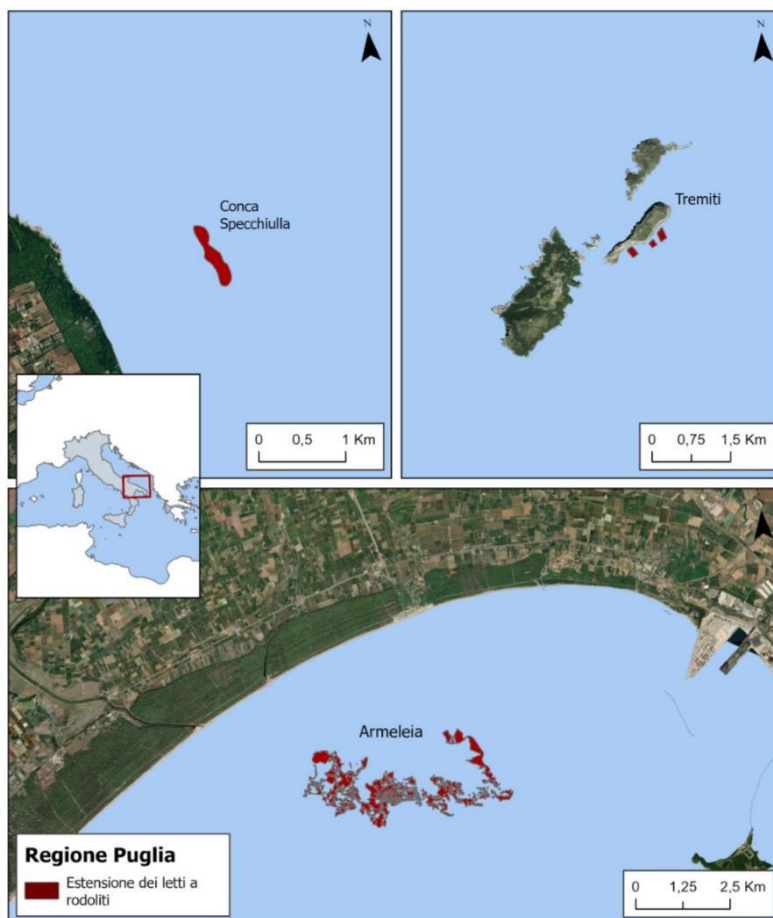 N
Conca
Specchiulla
0 0,5 1 Km
N
Tremiti
0 0,75 1,5 Km
Armeleia
Regione Puglia
Estensione dei letti a
rodoliti
0 1,25 2,5 Km